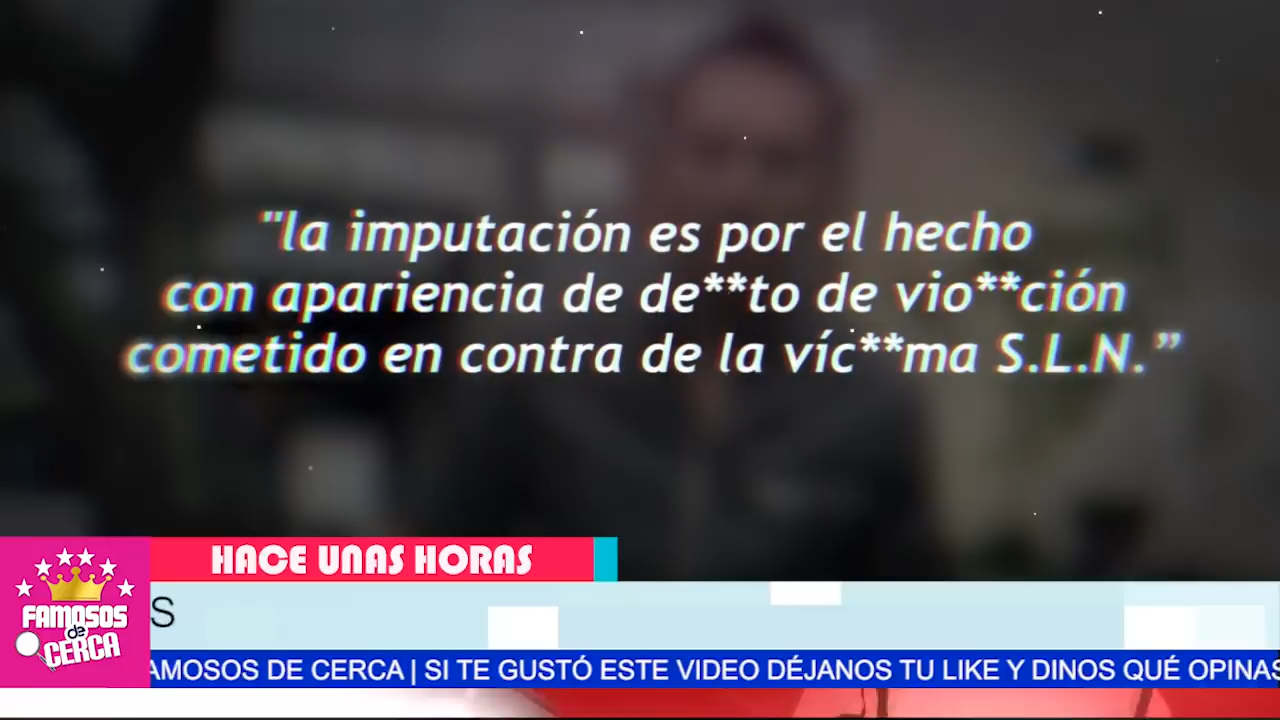 "la imputación es por el hecho
con apariencia de de**to de vio**ción
cometido en contra de la víc**ma S.L.N.”
HACE UNAS HORAS
S
FAMOSOS
de
CERCA
AMOSOS DE CERCA | SI TE GUSTÓ ESTE VIDEO DÉJANOS TU LIKE Y DINOS QUÉ OPINAS